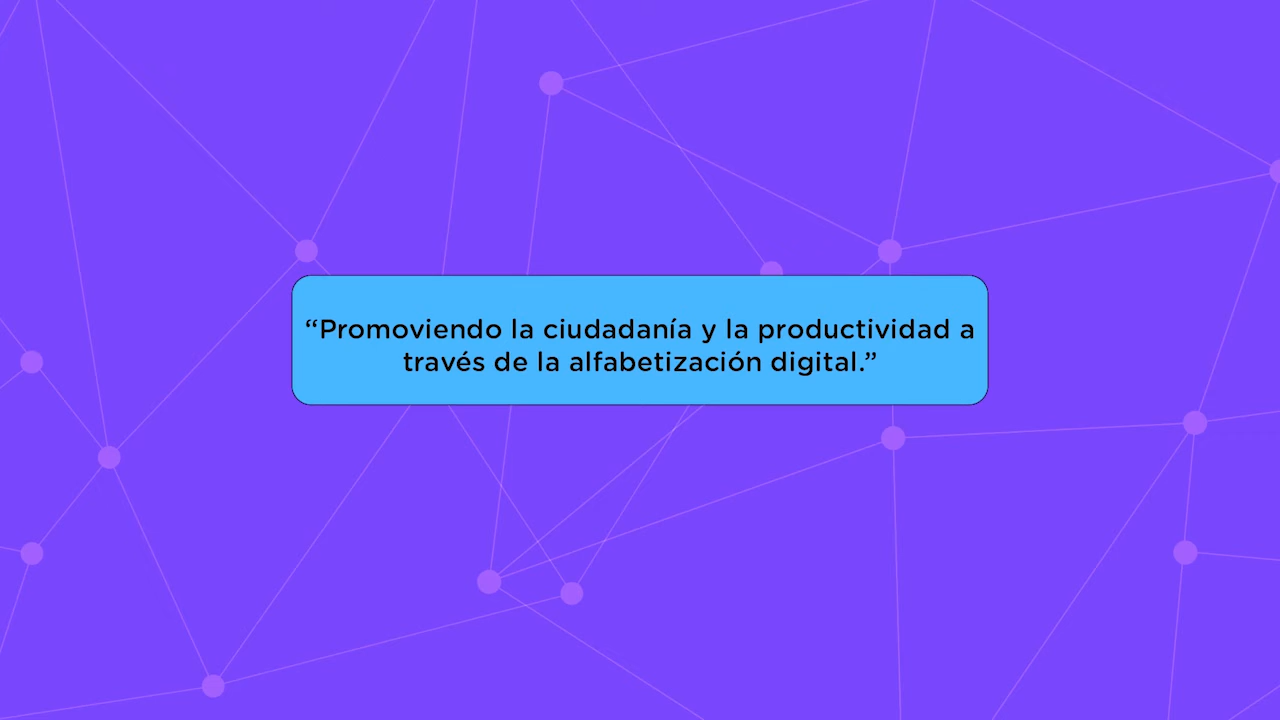 “Promoviendo la ciudadanía y la productividad a
través de la alfabetización digital.”